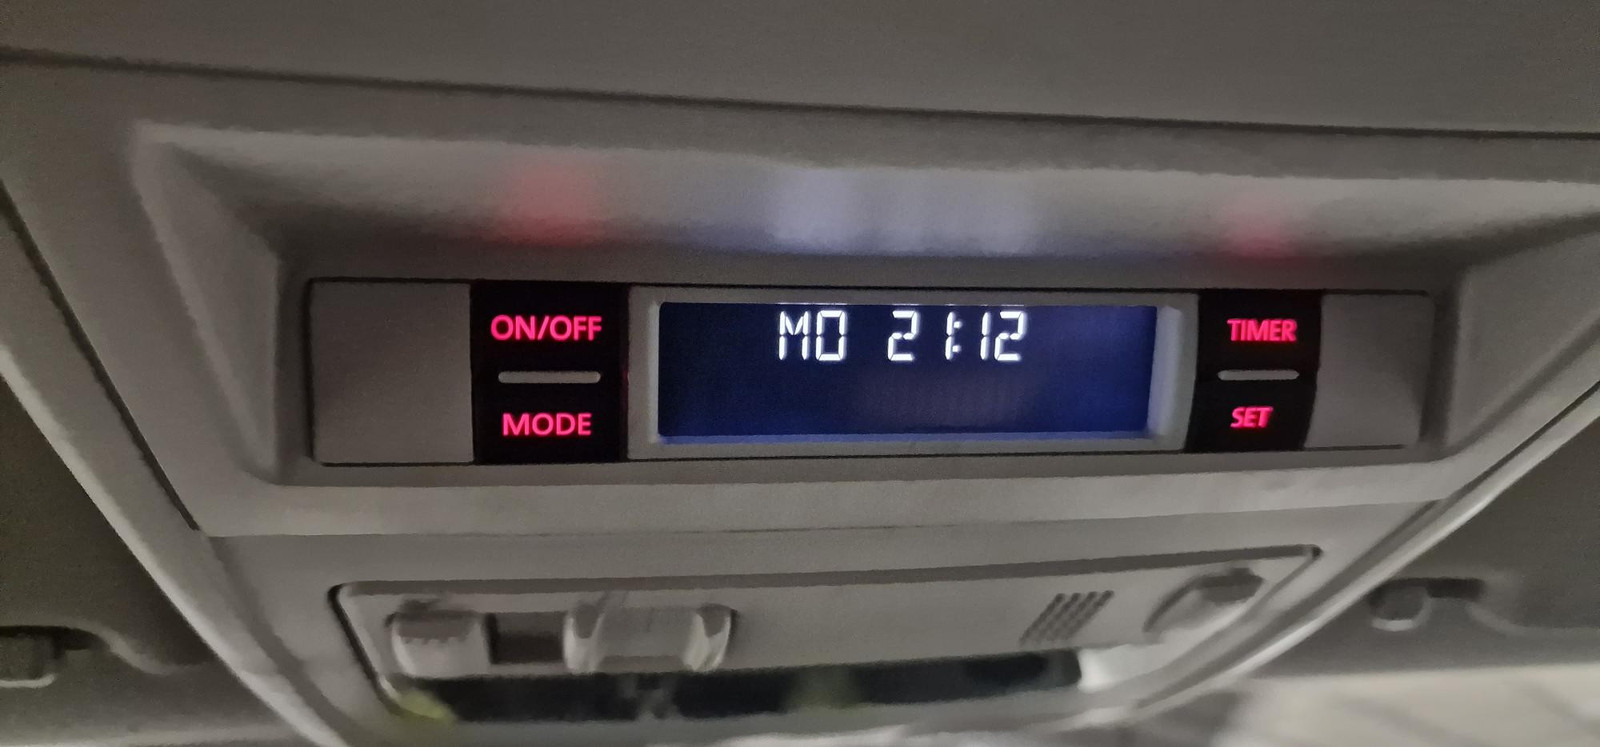 ON/OFF
MODE
MO 21:12
TIMER
SET